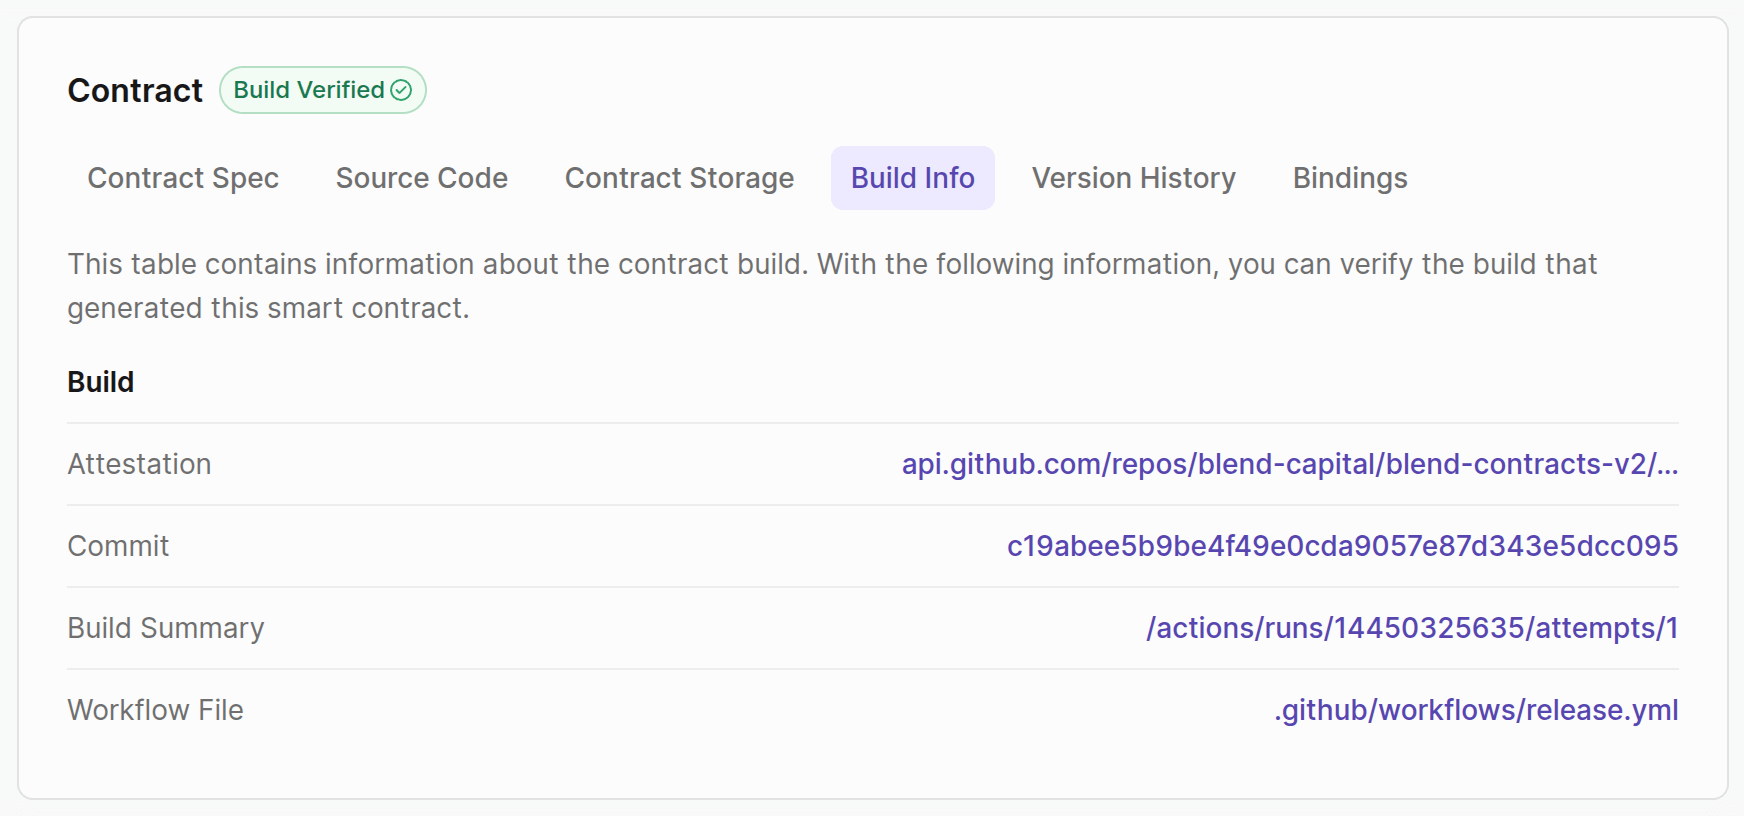 Contract Build Verified
Contract Spec Source Code Contract Storage Build Info Version History Bindings
This table contains information about the contract build. With the following information, you can verify the build that
generated this smart contract.
Build
Attestation api.github.com/repos/blend-capital/blend-contracts-v2/...
Commit c19abee5b9be4f49e0cda9057e87d343e5dcc095
Build Summary /actions/runs/14450325635/attempts/1
Workflow File .github/workflows/release.yml